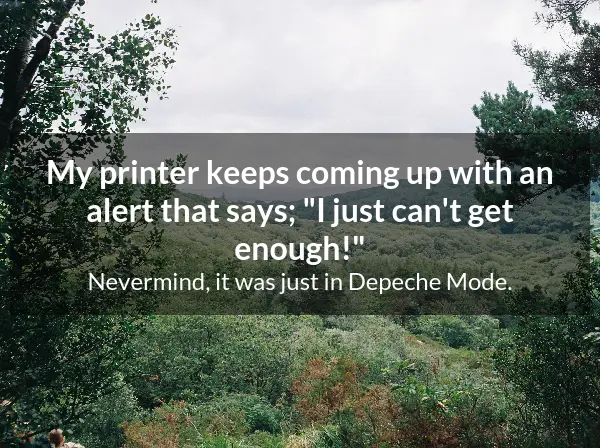 My printer keeps coming up with an
alert that says; "I just can't get
enough!"
Nevermind, it was just in Depeche Mode.